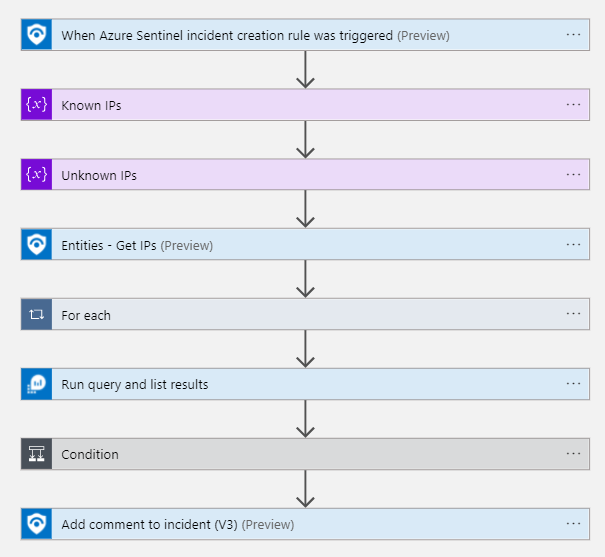 When Azure Sentinel incident creation rule was triggered (Preview)
{x} Known IPs
{x} Unknown IPs
Entities - Get IPs (Preview)
For each
Run query and list results
Condition
Add comment to incident (V3) (Preview)